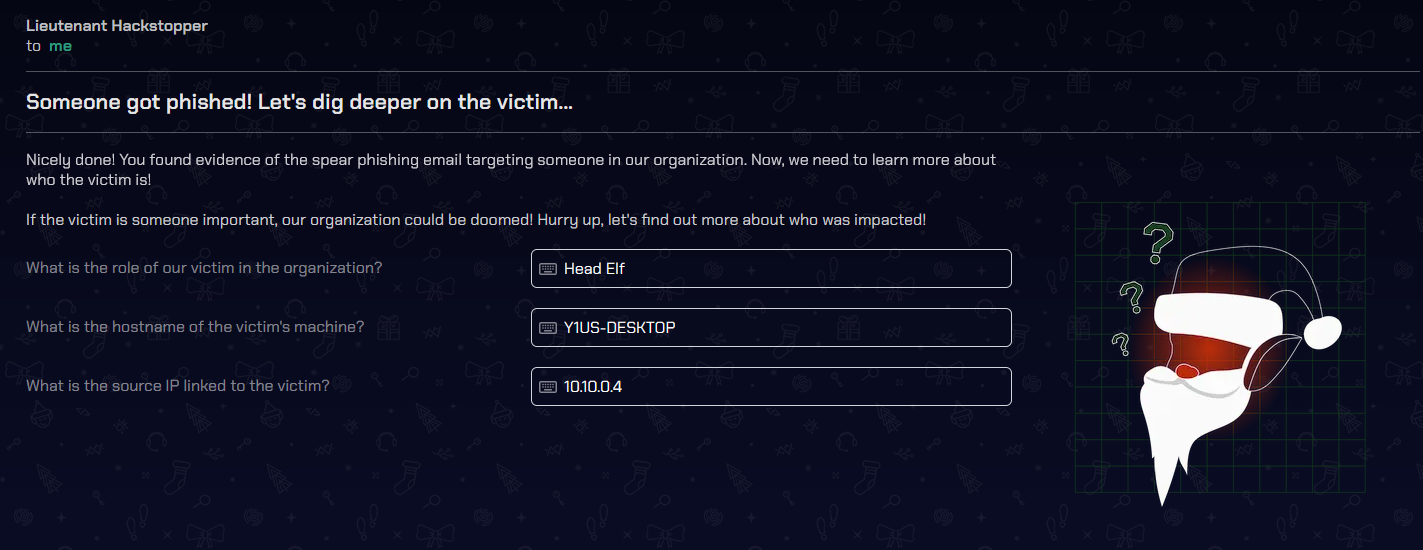 Lieutenant Hackstopper
to me
Someone got phished! Let's dig deeper on the victim...
Nicely done! You found evidence of the spear phishing email targeting someone in our organization. Now, we need to learn more about
who the victim is!
If the victim is someone important, our organization could be doomed! Hurry up, let's find out more about who was impacted!
What is the role of our victim in the organization?
Head Elf
What is the hostname of the victim's machine?
Y1US-DESKTOP
What is the source IP linked to the victim?
10.10.0.4
?
?
?